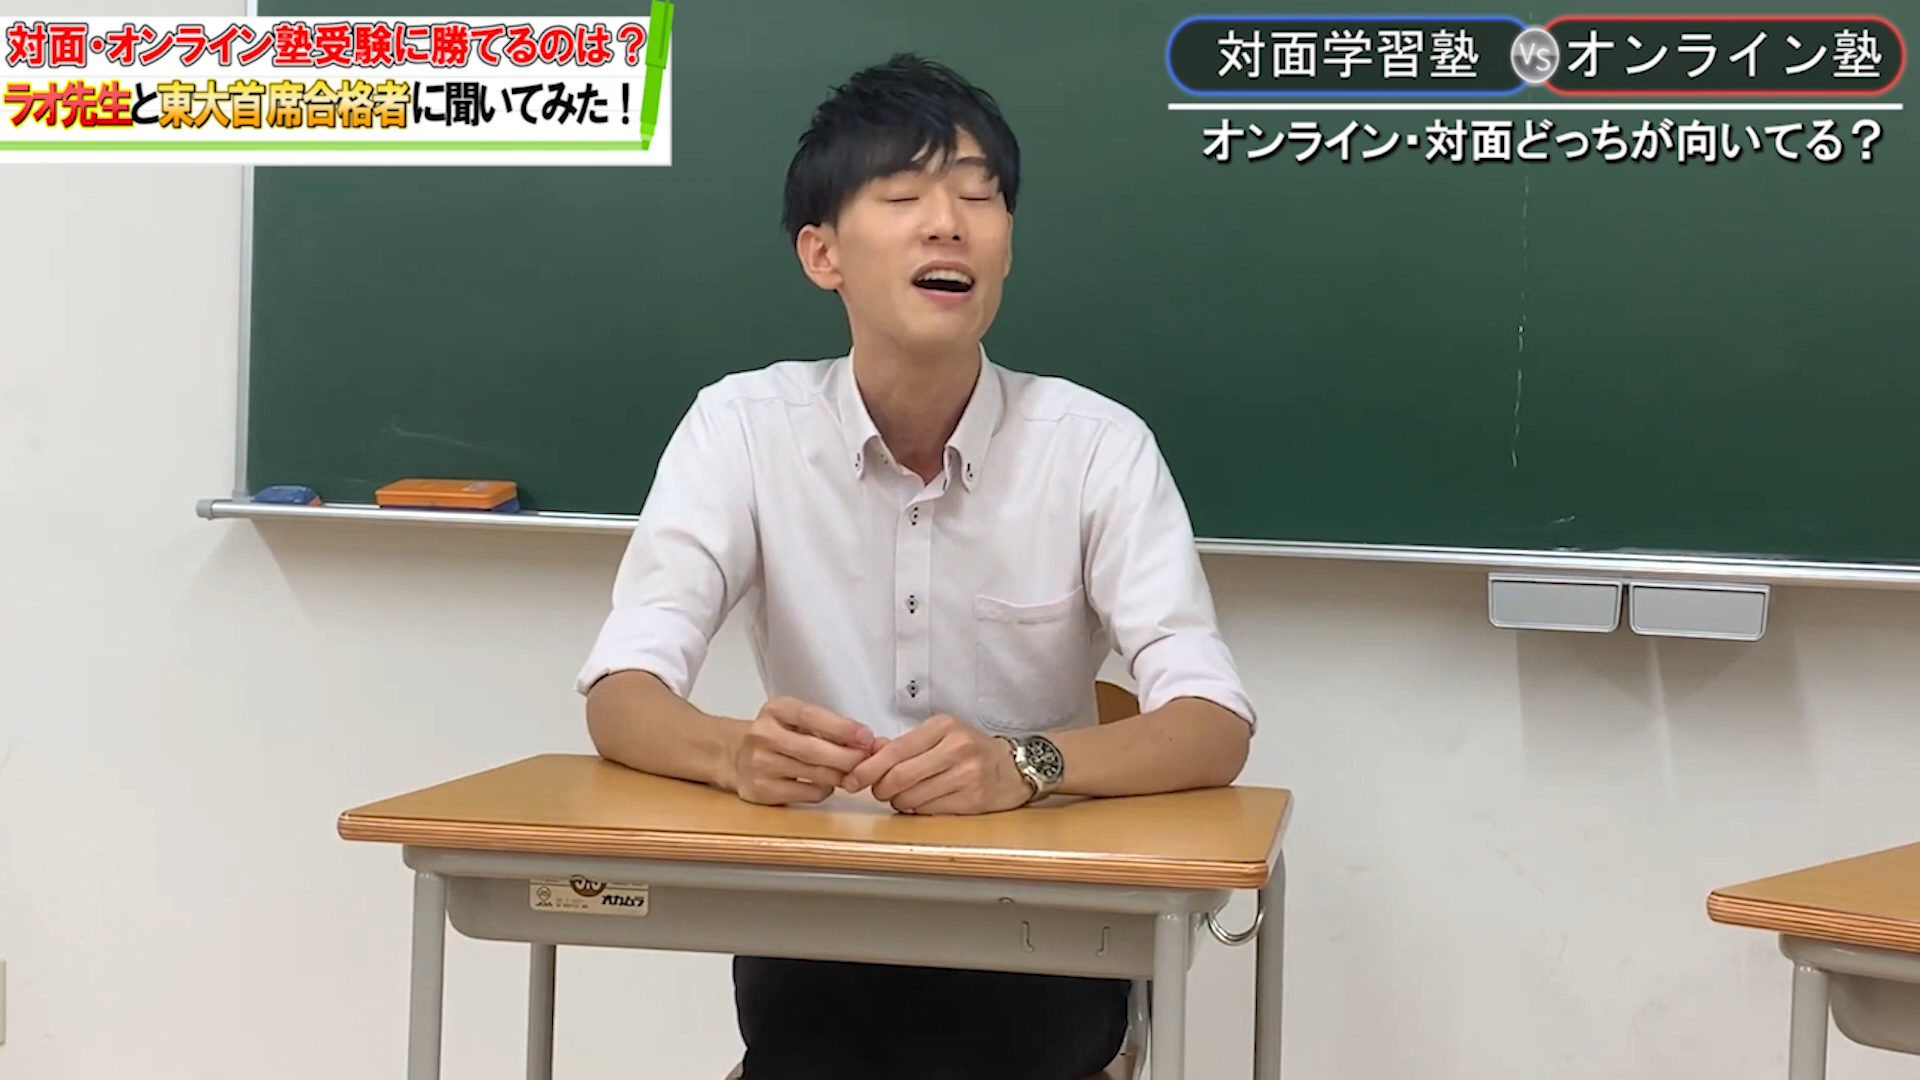 対面・オンライン塾受験に勝てるのは？
ラオ先生と東大首席合格者に聞いてみた！
対面学習塾 VS オンライン塾
オンライン・対面どっちが向いてる？
オカムラ